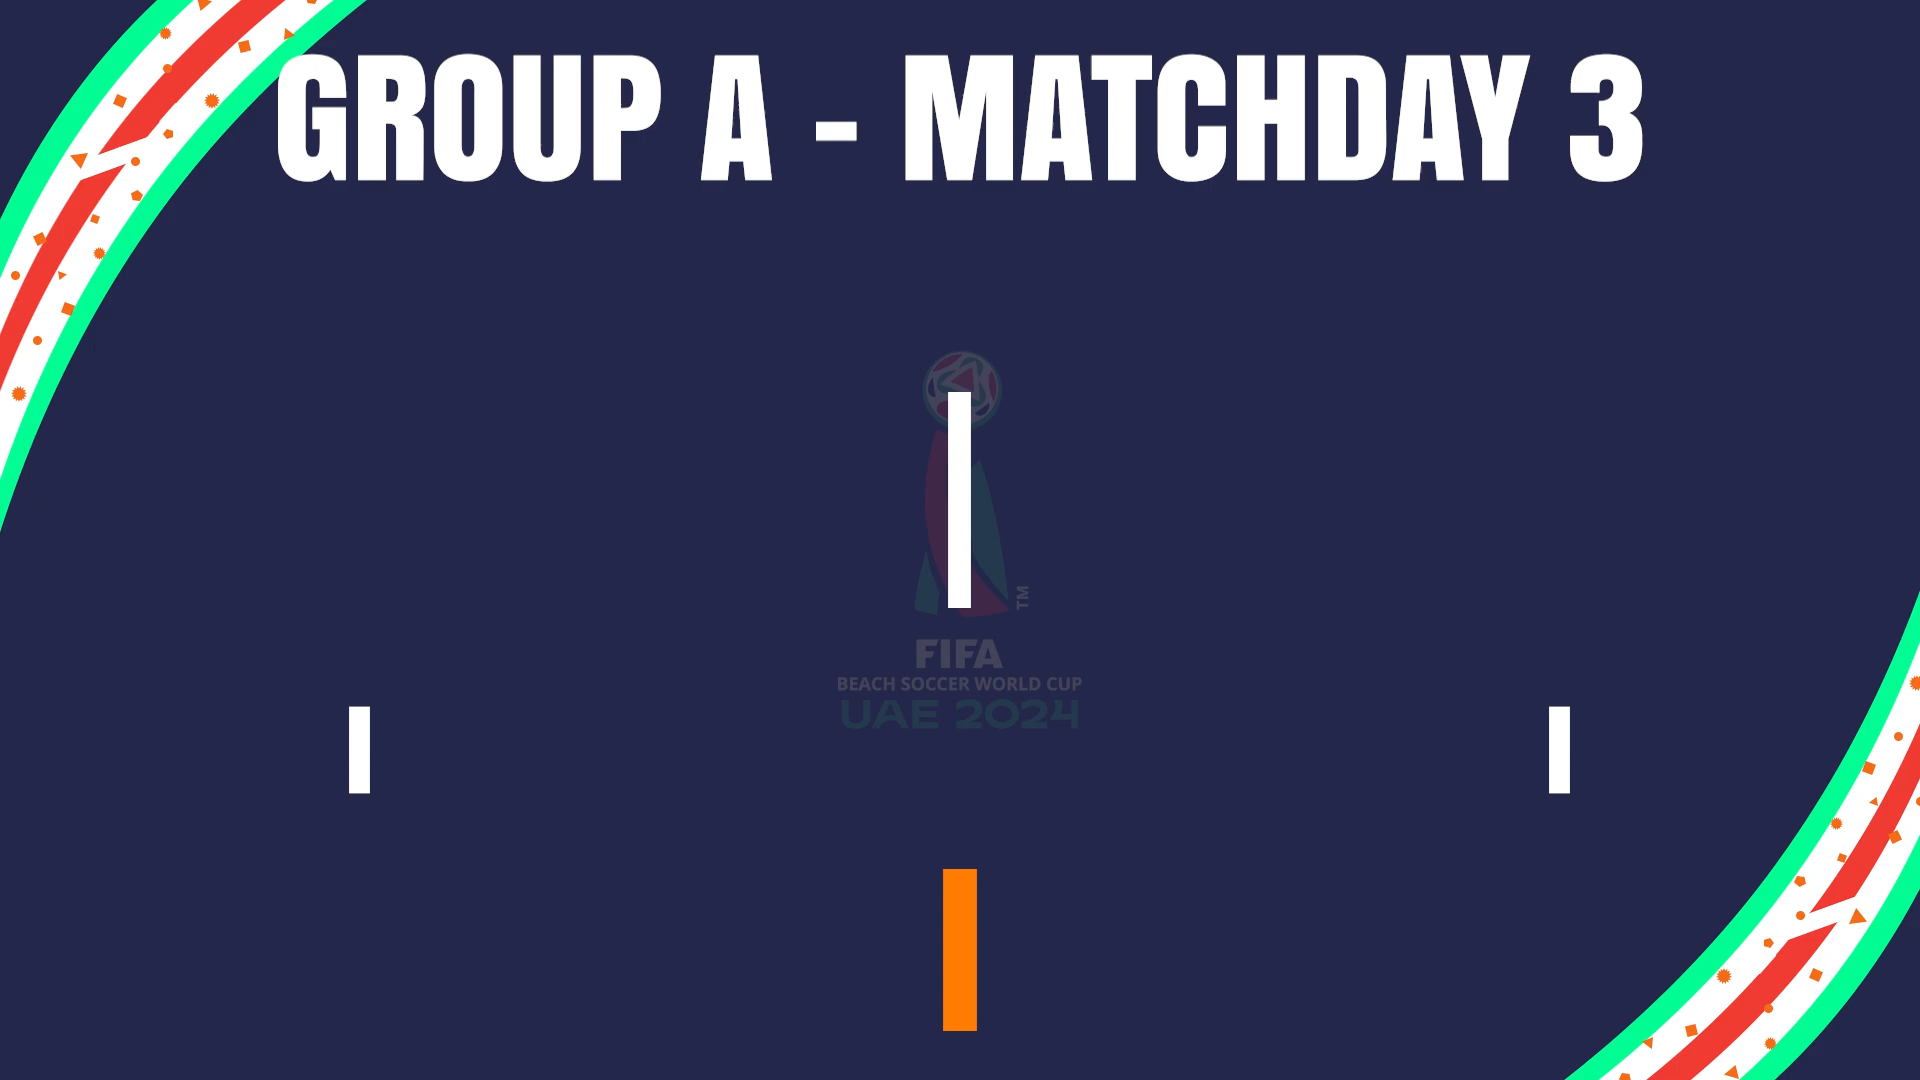 GROUP A - MATCHDAY 3
TM
FIFA
BEACH SOCCER WORLD CUP
UAE 2024